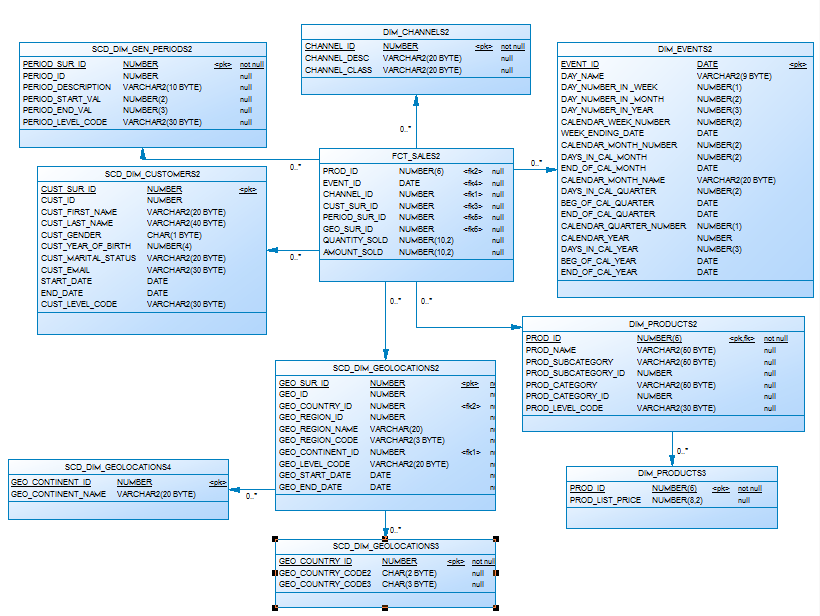 SCD_DIM_GEN_PERIODS2
PERIOD_SUR_ID NUMBER <pk> not null
PERIOD_ID NUMBER null
PERIOD_DESCRIPTION VARCHAR2(10 BYTE) null
PERIOD_START_VAL NUMBER(2) null
PERIOD_END_VAL NUMBER(3) null
PERIOD_LEVEL_CODE VARCHAR2(30 BYTE) null
DIM_CHANNELS2
CHANNEL_ID NUMBER <pk> not null
CHANNEL_DESC VARCHAR2(20 BYTE) null
CHANNEL_CLASS VARCHAR2(20 BYTE) null
DIM_EVENTS2
EVENT_ID DATE <pk>
DAY_NAME VARCHAR2(9 BYTE)
DAY_NUMBER_IN _WEEK NUMBER(1)
DAY_NUMBER_IN_MONTH NUMBER(2)
DAY_NUMBER_IN_YEAR NUMBER(3)
CALENDAR_WEEK_NUMBER NUMBER(2)
WEEK_ENDING_DATE DATE
CALENDAR_MONTH_NUMBER NUMBER(2)
DAYS_IN_CAL_MONTH NUMBER(2)
END_OF_CAL_MONTH DATE
CALENDAR_MONTH_NAME VARCHAR2(20 BYTE)
DAYS_IN_CAL_QUARTER NUMBER(2)
BEG_OF_CAL_QUARTER DATE
END_OF_CAL_QUARTER DATE
CALENDAR_QUARTER_NUMBER NUMBER(1)
CALENDAR_YEAR NUMBER
DAYS_IN_CAL_YEAR NUMBER(3)
BEG_OF_CAL_YEAR DATE
END_OF_CAL_YEAR DATE
0..*
0..*
0..*
FCT_SALES2
PROD_ID NUMBER(6) <fk2> null
EVENT_ID DATE <fk4> null
CHANNEL_ID NUMBER <fk1> null
CUST_SUR_ID NUMBER <fk3> null
PERIOD_SUR_ID NUMBER <fk5> null
GEO_SUR_ID NUMBER <fk6> null
QUANTITY_SOLD NUMBER(10,2) null
AMOUNT_SOLD NUMBER(10,2) null
SCD_DIM_CUSTOMERS2
CUST_SUR_ID NUMBER <pk>
CUST_ID NUMBER
CUST_FIRST_NAME VARCHAR2(20 BYTE)
CUST_LAST_NAME VARCHAR2(40 BYTE)
CUST_GENDER CHAR(1 BYTE)
CUST_YEAR_OF_BIRTH NUMBER(4)
CUST_MARITAL_STATUS VARCHAR2(20 BYTE)
CUST_EMAIL VARCHAR2(30 BYTE)
START_DATE DATE
END_DATE DATE
CUST_LEVEL_CODE VARCHAR2(30 BYTE)
0..*
0..*
0..*
DIM_PRODUCTS2
PROD_ID NUMBER(6) <pk,fk> not null
PROD_NAME VARCHAR2(50 BYTE) null
PROD_SUBCATEGORY VARCHAR2(50 BYTE) null
PROD_SUBCATEGORY_ID NUMBER null
PROD_CATEGORY VARCHAR2(50 BYTE) null
PROD_CATEGORY_ID NUMBER null
PROD_LEVEL_CODE VARCHAR2(30 BYTE) null
SCD_DIM_GEOLOCATIONS2
GEO_SUR_ID NUMBER <pk>
GEO_ID NUMBER
GEO_COUNTRY_ID NUMBER <fk2>
GEO_REGION_ID NUMBER
GEO_REGION_NAME VARCHAR(20)
GEO_REGION_CODE VARCHAR2(3 BYTE)
GEO_CONTINENT_ID NUMBER <fk1>
GEO_LEVEL_CODE VARCHAR2(20 BYTE)
GEO_START_DATE DATE
GEO_END_DATE DATE
0..*
SCD_DIM_GEOLOCATIONS4
GEO_CONTINENT_ID NUMBER <pk>
GEO_CONTINENT_NAME VARCHAR2(20 BYTE)
0..*
DIM_PRODUCTS3
PROD_ID NUMBER(6) <pk> not null
PROD_LIST_PRICE NUMBER(8,2) null
0..*
SCD_DIM_GEOLOCATIONS3
GEO_COUNTRY_ID NUMBER <pk> not null
GEO_COUNTRY_CODE2 CHAR(2 BYTE) null
GEO_COUNTRY_CODE3 CHAR(3 BYTE) null